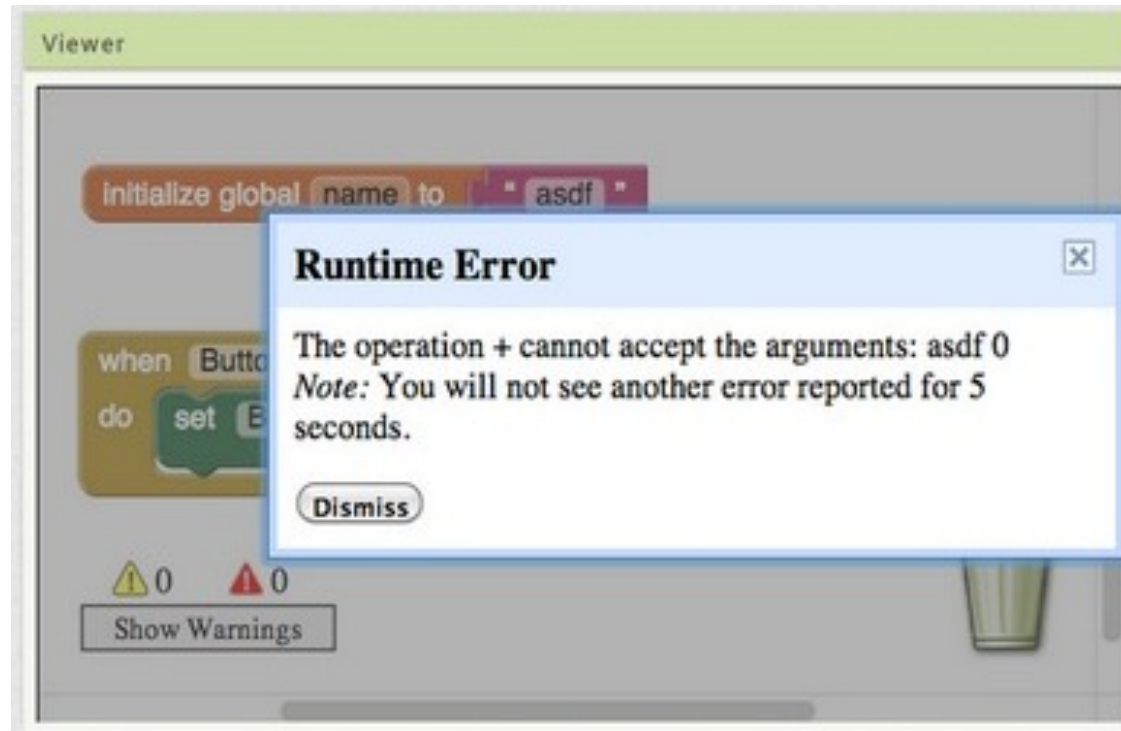 Viewer
initialize global name to " asdf "
Runtime Error
The operation + cannot accept the arguments: asdf 0
Note: You will not see another error reported for 5
seconds.
Dismiss
when
do set
0 0
Show Warnings